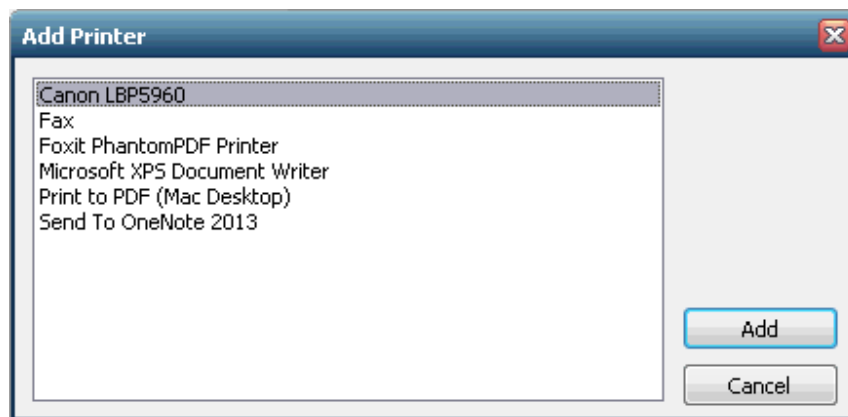 Add Printer
Canon LBP5960
Fax
Foxit PhantomPDF Printer
Microsoft XPS Document Writer
Print to PDF (Mac Desktop)
Send To OneNote 2013
Add
Cancel